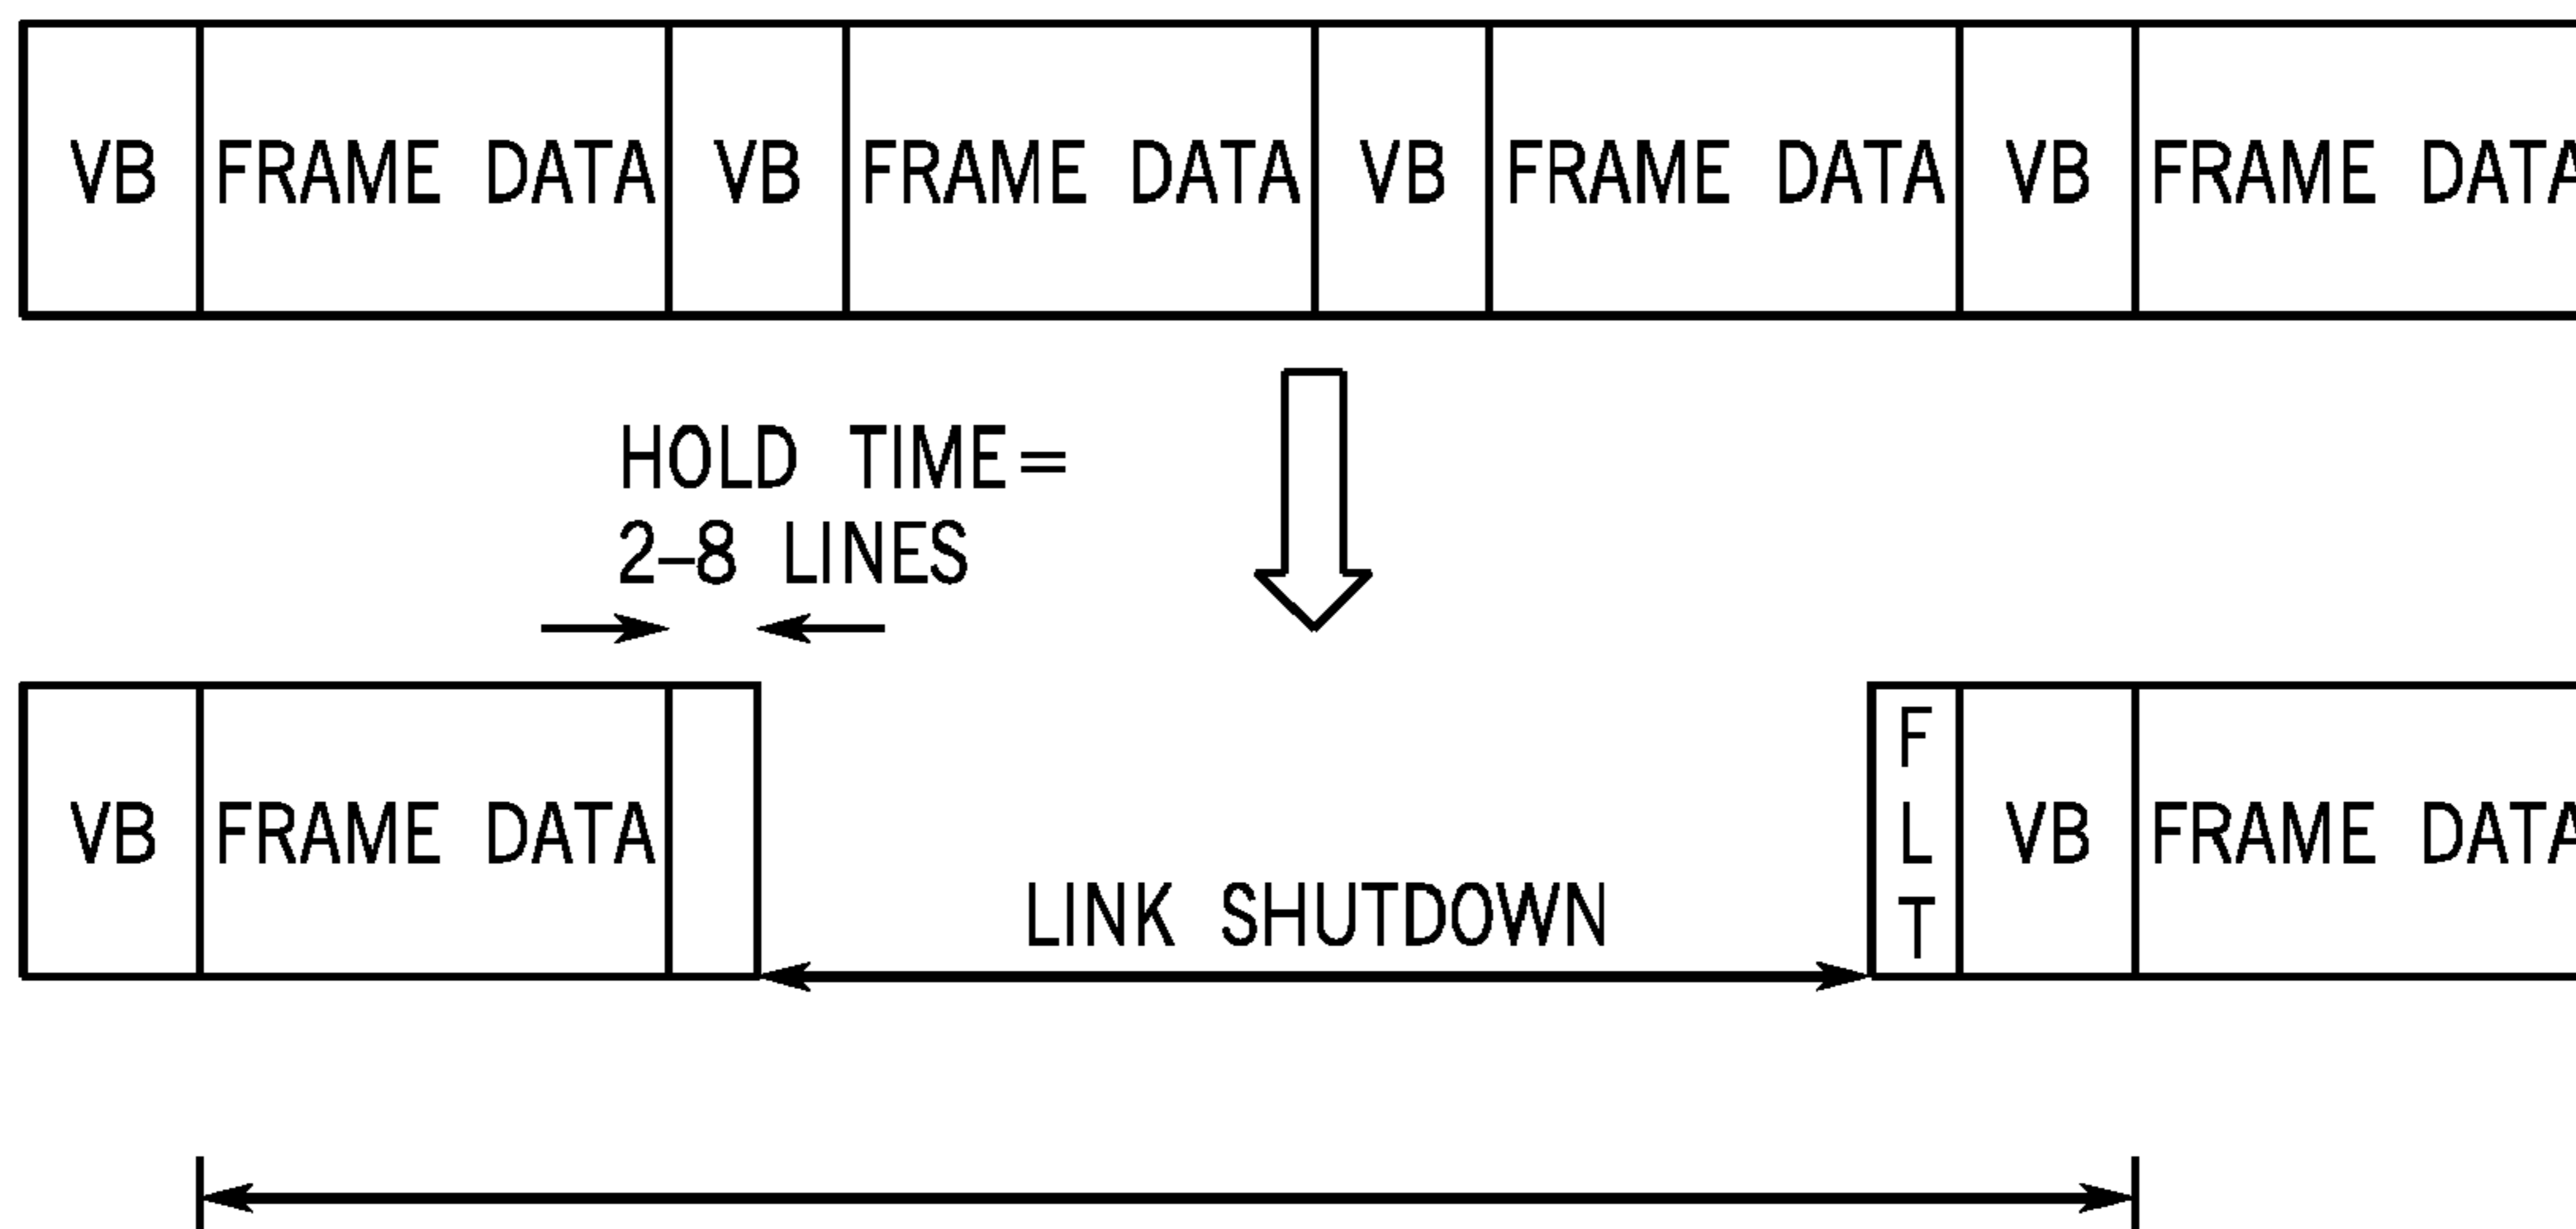 VB FRAME DATA VB FRAME DATA VB FRAME DATA VB FRAME DATA
HOLD TIME=
2–8 LINES
VB FRAME DATA
LINK SHUTDOWN
F
L
T
VB FRAME DATA